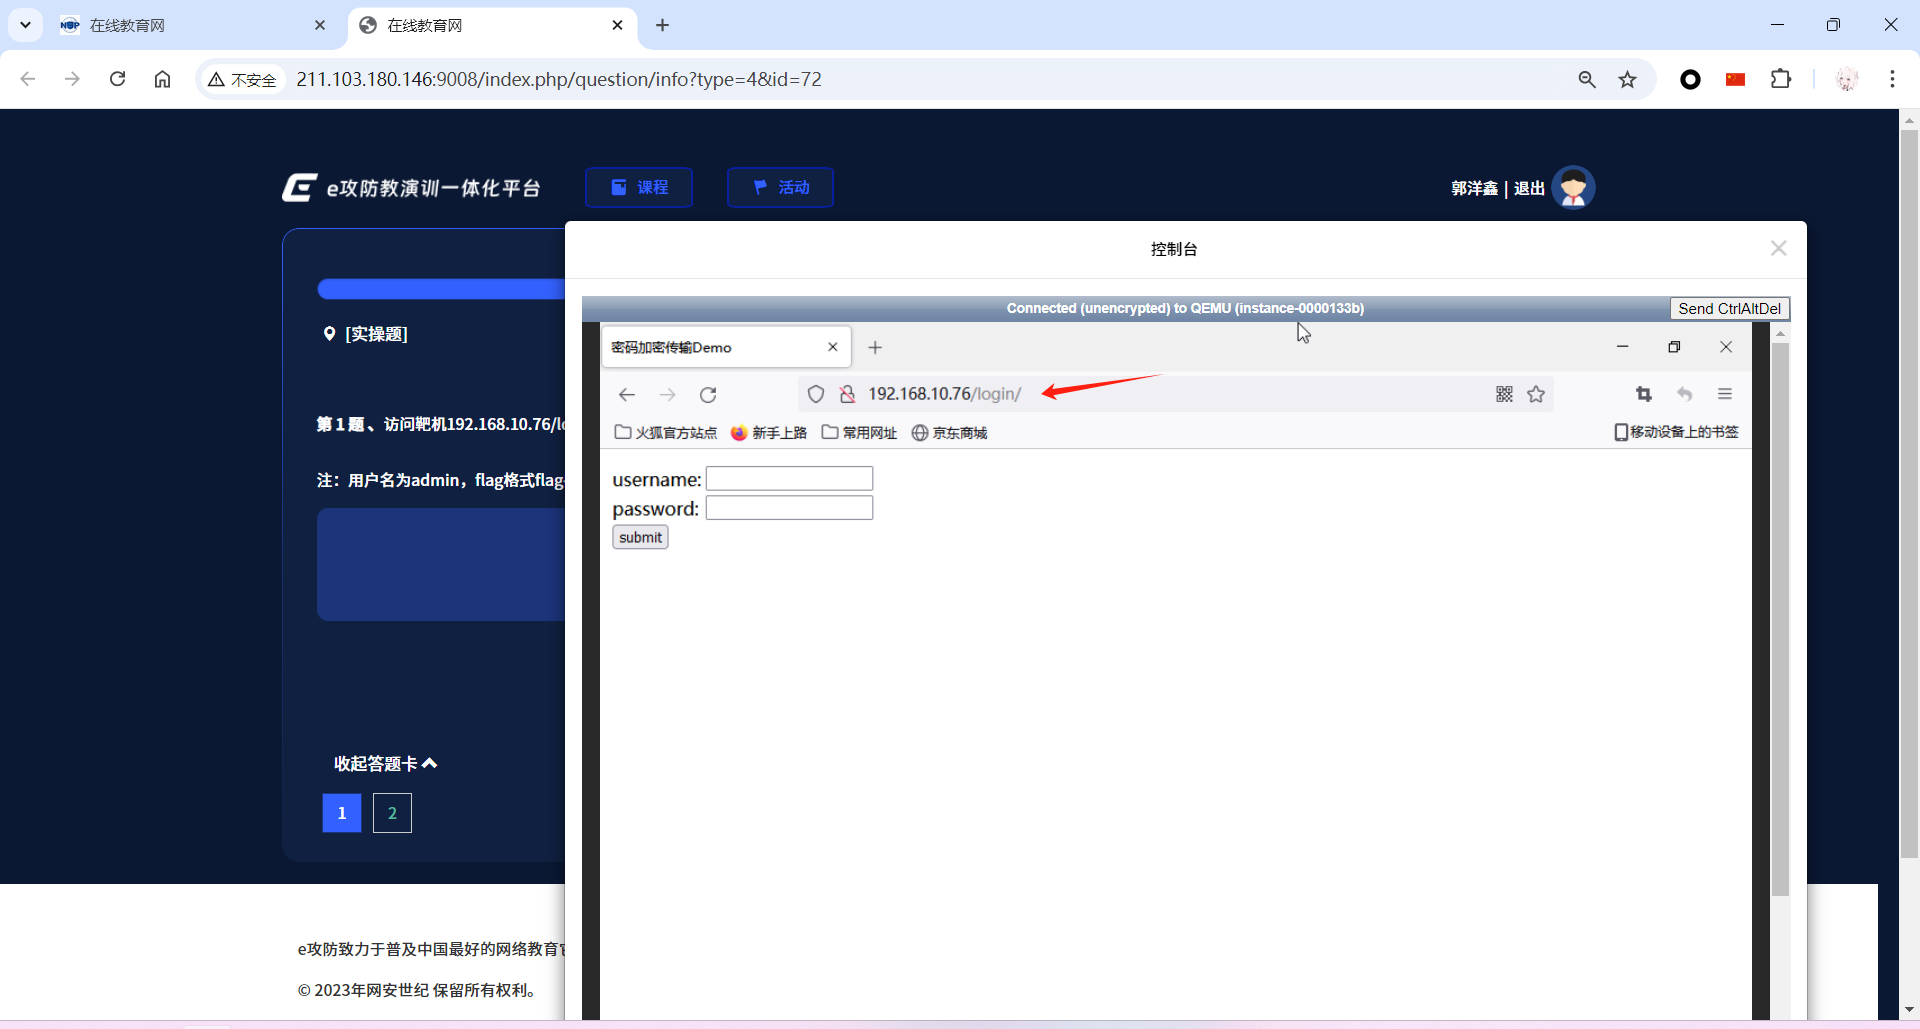 在线教育网
在线教育网
不安全
211.103.180.146:9008/index.php/question/info?type=4&id=72
e攻防教演训一体化平台
课程
活动
郭洋鑫 | 退出
控制台
Connected (unencrypted) to QEMU (instance-0000133b)
Send CtrlAltDel
[实操题]
密码加密传输Demo
192.168.10.76/login/
第1题、访问靶机192.168.10.76/lo
火狐官方站点
新手上路
常用网址
京东商城
移动设备上的书签
注：用户名为admin，flag格式flag
username:
password:
submit
收起答题卡
1
2
e攻防致力于普及中国最好的网络教育
© 2023年网安世纪 保留所有权利。